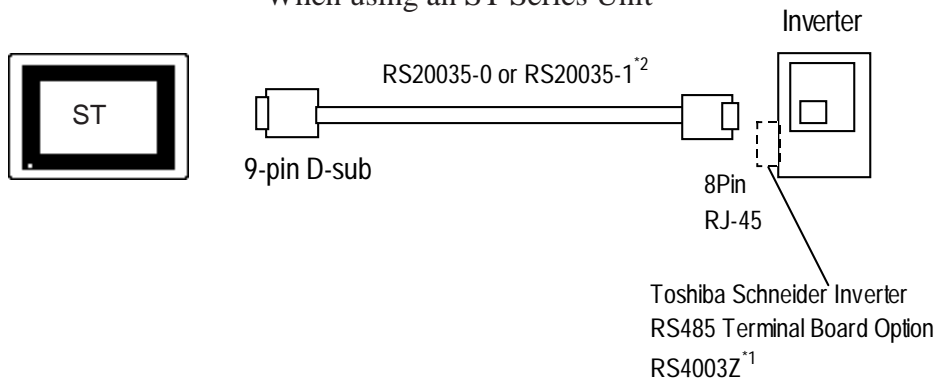 When using an ST Series Unit
Inverter
RS20035-0 or RS20035-1*2
ST
9-pin D-sub
8Pin
RJ-45
Toshiba Schneider Inverter
RS485 Terminal Board Option
RS4003Z*1